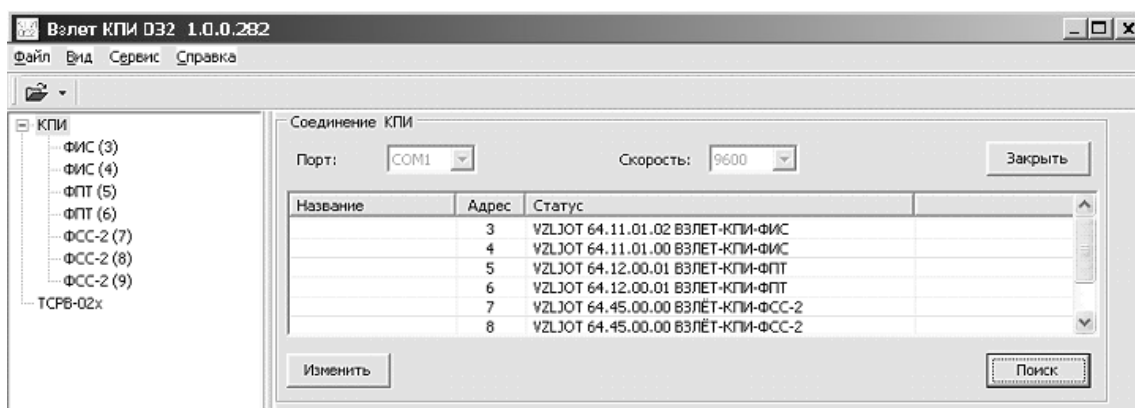 Взлет КПИ D32 1.0.0.282
Файл Вид Сервис Справка
КПИ
ФИС (3)
ФИС (4)
ФПТ (5)
ФПТ (6)
ФСС-2 (7)
ФСС-2 (8)
ФСС-2 (9)
ТСРВ-02x
Соединение КПИ
Порт: COM1 Скорость: 9600 Закрыть
Название Адрес Статус
3 VZLJOT 64.11.01.02 ВЗЛЕТ-КПИ-ФИС
4 VZLJOT 64.11.01.00 ВЗЛЕТ-КПИ-ФИС
5 VZLJOT 64.12.00.01 ВЗЛЕТ-КПИ-ФПТ
6 VZLJOT 64.12.00.01 ВЗЛЕТ-КПИ-ФПТ
7 VZLJOT 64.45.00.00 ВЗЛЁТ-КПИ-ФСС-2
8 VZLJOT 64.45.00.00 ВЗЛЁТ-КПИ-ФСС-2
Изменить Поиск